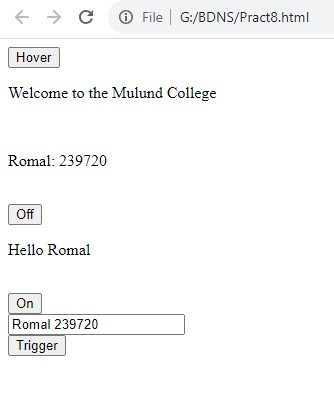 File G:/BDNS/Pract8.html
Hover
Welcome to the Mulund College
Romal: 239720
Off
Hello Romal
On
Romal 239720
Trigger